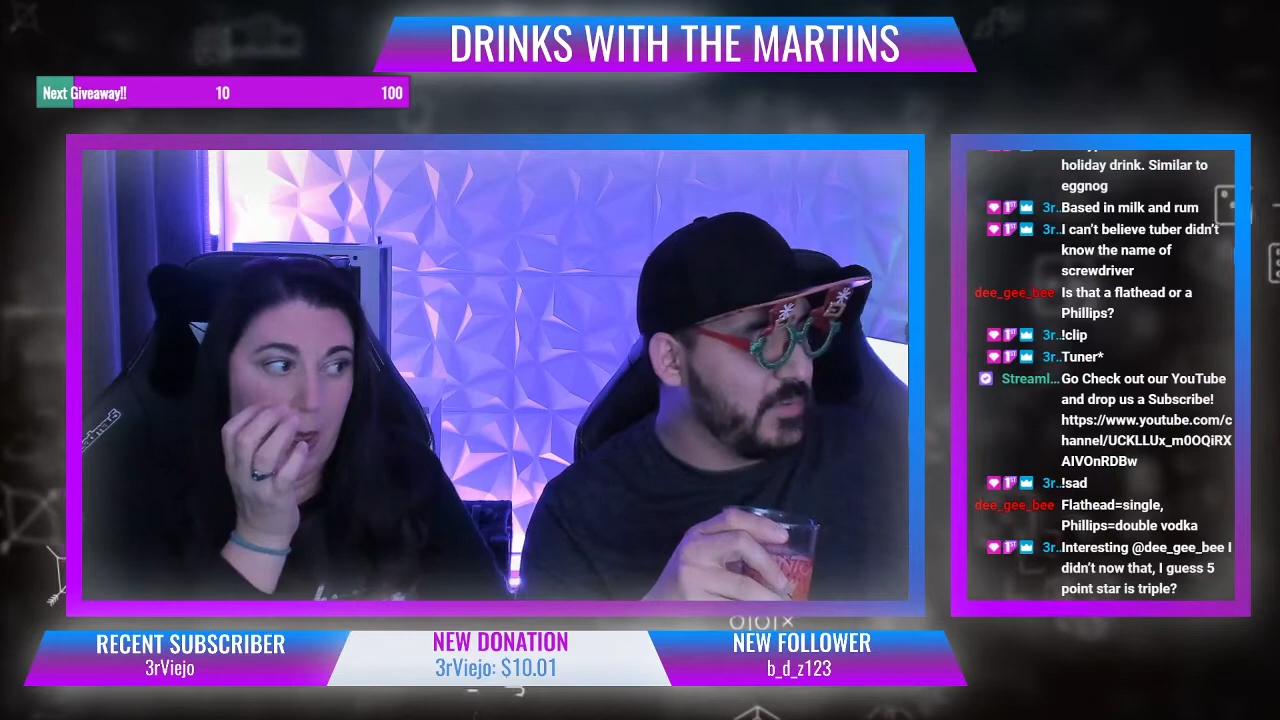 DRINKS WITH THE MARTINS
Next Giveaway!!
10
100
holiday drink. Similar to
eggnog
3r.. Based in milk and rum
3r.. I can't believe tuber didn't
know the name of
screwdriver
dee_gee_bee Is that a flathead or a
Phillips?
3r.. !clip
3r.. Tuner*
Streaml... Go Check out our YouTube
and drop us a Subscribe!
https://www.youtube.com/c
hannel/UCKLLUx_m0OQiRX
AIVOnRDBw
3r.. !sad
dee_gee_bee Flathead=single,
Phillips=double vodka
3r.. Interesting @dee_gee_bee I
didn't now that, I guess 5
point star is triple?
RECENT SUBSCRIBER
3rViejo
NEW DONATION
3rViejo: $10.01
NEW FOLLOWER
b_d_z123